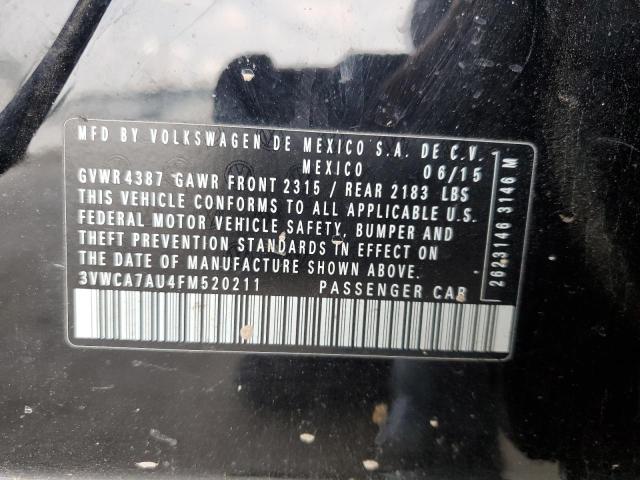 MFD BY VOLKSWAGEN DE MEXICO S.A. DE C.V.
MEXICO 06/15
GVWR 4387 GAWR FRONT 2315 / REAR 2183 LBS
THIS VEHICLE CONFORMS TO ALL APPLICABLE U.S.
FEDERAL MOTOR VEHICLE SAFETY, BUMPER AND
THEFT PREVENTION STANDARDS IN EFFECT ON
THE DATE OF MANUFACTURE SHOWN ABOVE.
3VWCA7AU4FM520211 PASSENGER CAR
2623146 3146 M